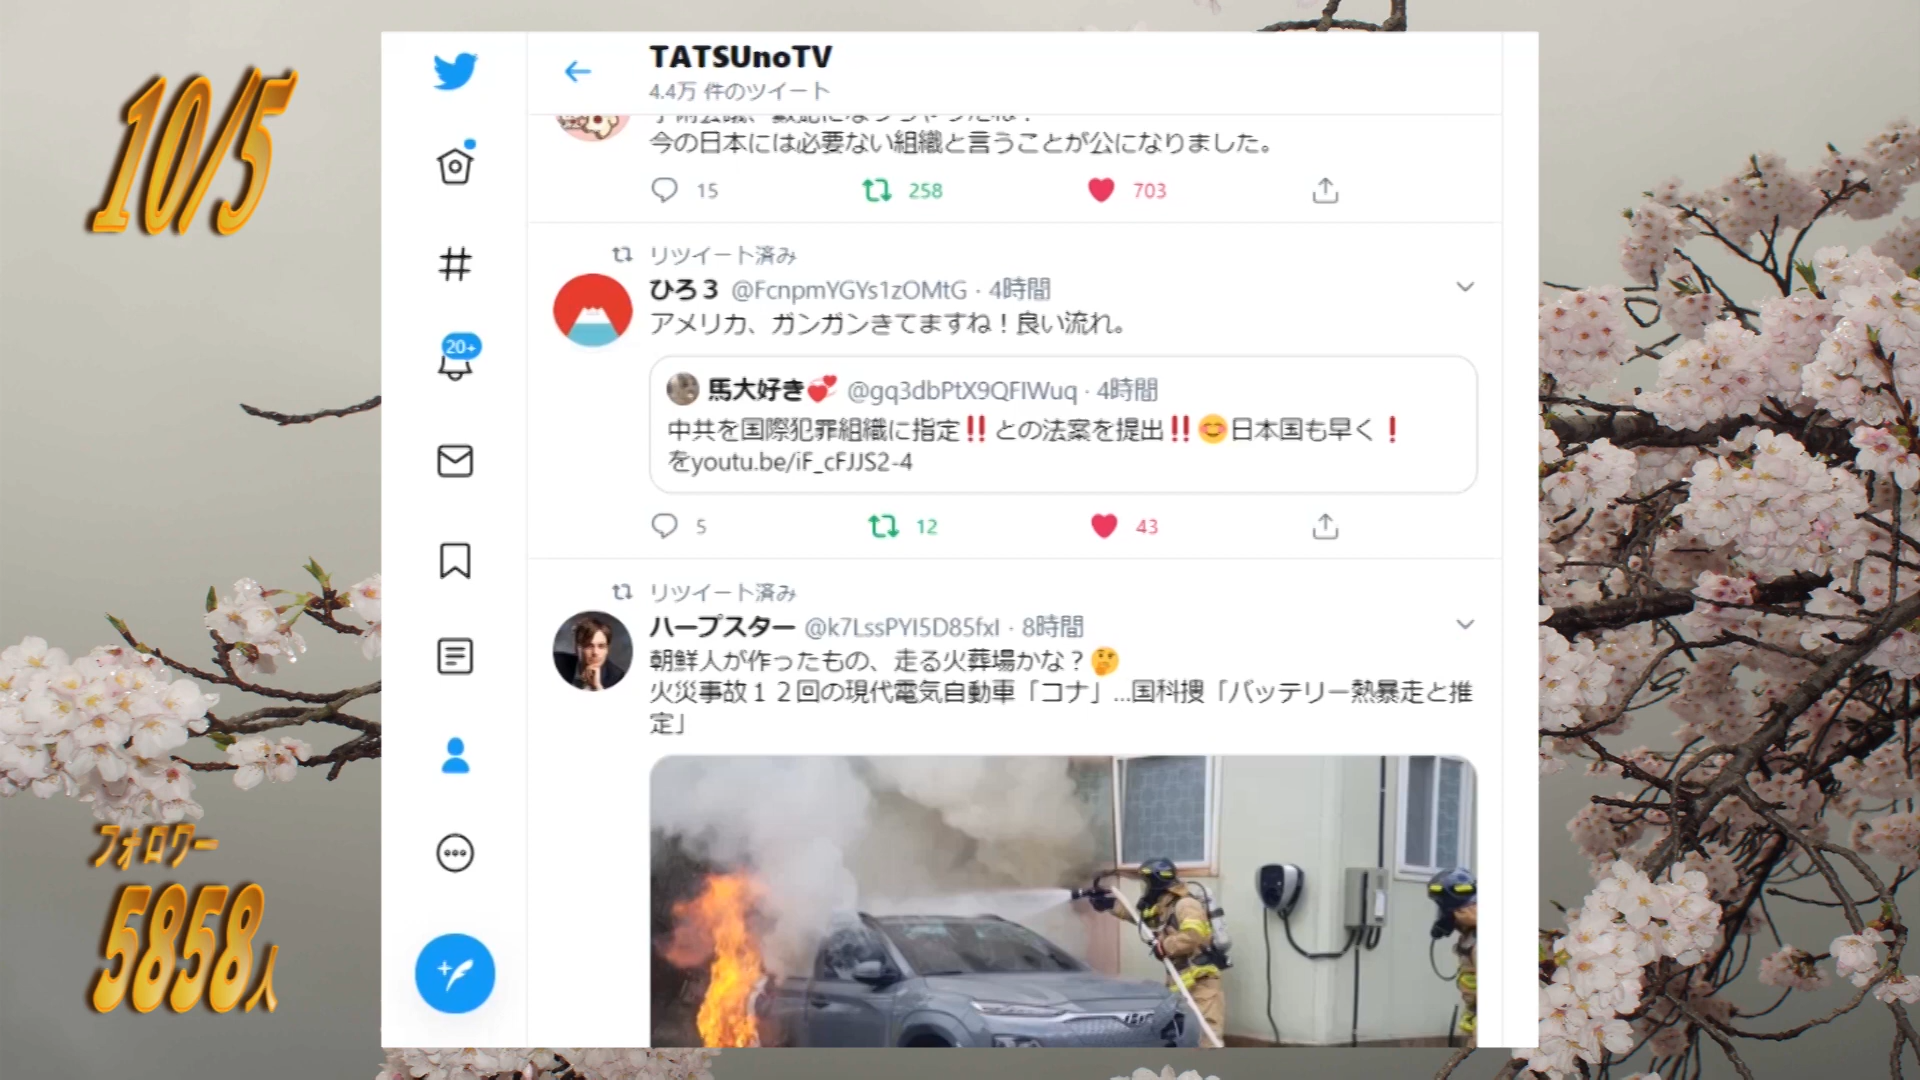 10/5
TATSUnoTV
4.4万 件のツイート
今の日本には必要ない組織と言うことが公になりました。
15 258 703
リツイート済み
ひろ３ @FcnpmYGYs1zOMtG · 4時間
アメリカ、ガンガンきてますね！良い流れ。
馬大好き💞 @gq3dbPtX9QFIWuq · 4時間
中共を国際犯罪組織に指定‼️との法案を提出‼️😊日本国も早く❗
をyoutu.be/iF_cFJJS2-4
5 12 43
リツイート済み
ハープスター @k7LssPYI5D85fxI · 8時間
朝鮮人が作ったもの、走る火葬場かな？🤔
火災事故１２回の現代電気自動車「コナ」...国科捜「バッテリー熱暴走と推
定」
20+
フォロワー
5858人